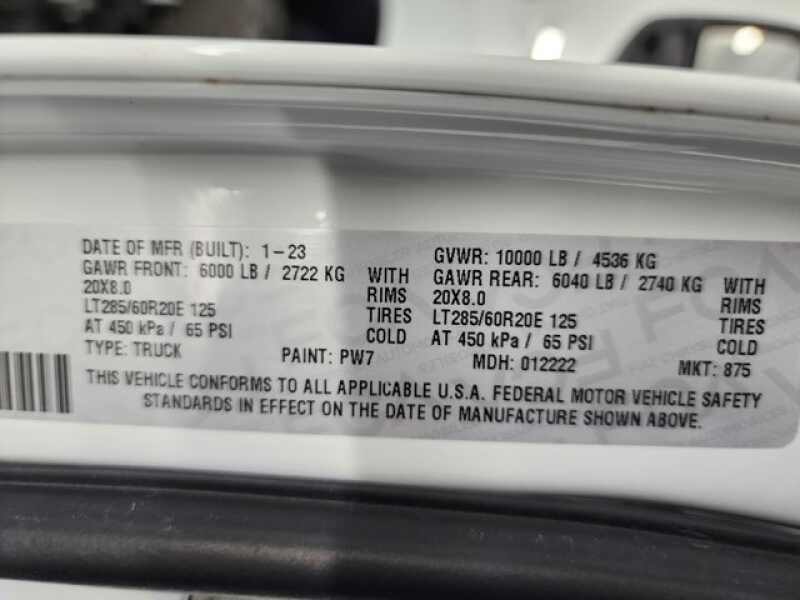 DATE OF MFR (BUILT): 1-23 GVWR: 10000 LB / 4536 KG
GAWR FRONT: 6000 LB / 2722 KG WITH GAWR REAR: 6040 LB / 2740 KG WITH
20X8.0 RIMS 20X8.0 RIMS
LT285/60R20E 125 TIRES LT285/60R20E 125 TIRES
AT 450 kPa / 65 PSI COLD AT 450 kPa / 65 PSI COLD
TYPE: TRUCK PAINT: PW7 MDH: 012222 MKT: 875
THIS VEHICLE CONFORMS TO ALL APPLICABLE U.S.A. FEDERAL MOTOR VEHICLE SAFETY
STANDARDS IN EFFECT ON THE DATE OF MANUFACTURE SHOWN ABOVE.